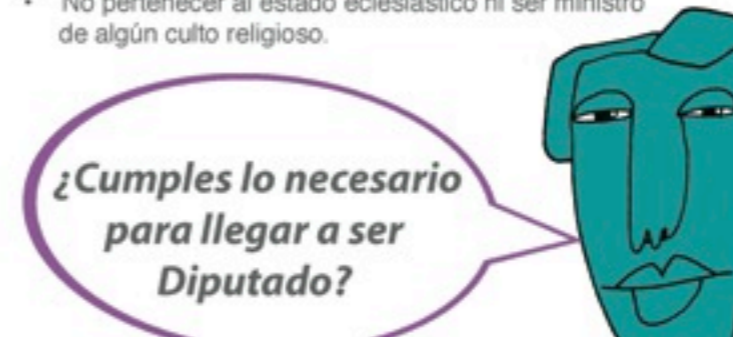 • No pertenecer al estado eclesiástico ni ser ministro
de algún culto religioso.
¿Cumples lo necesario
para llegar a ser
Diputado?